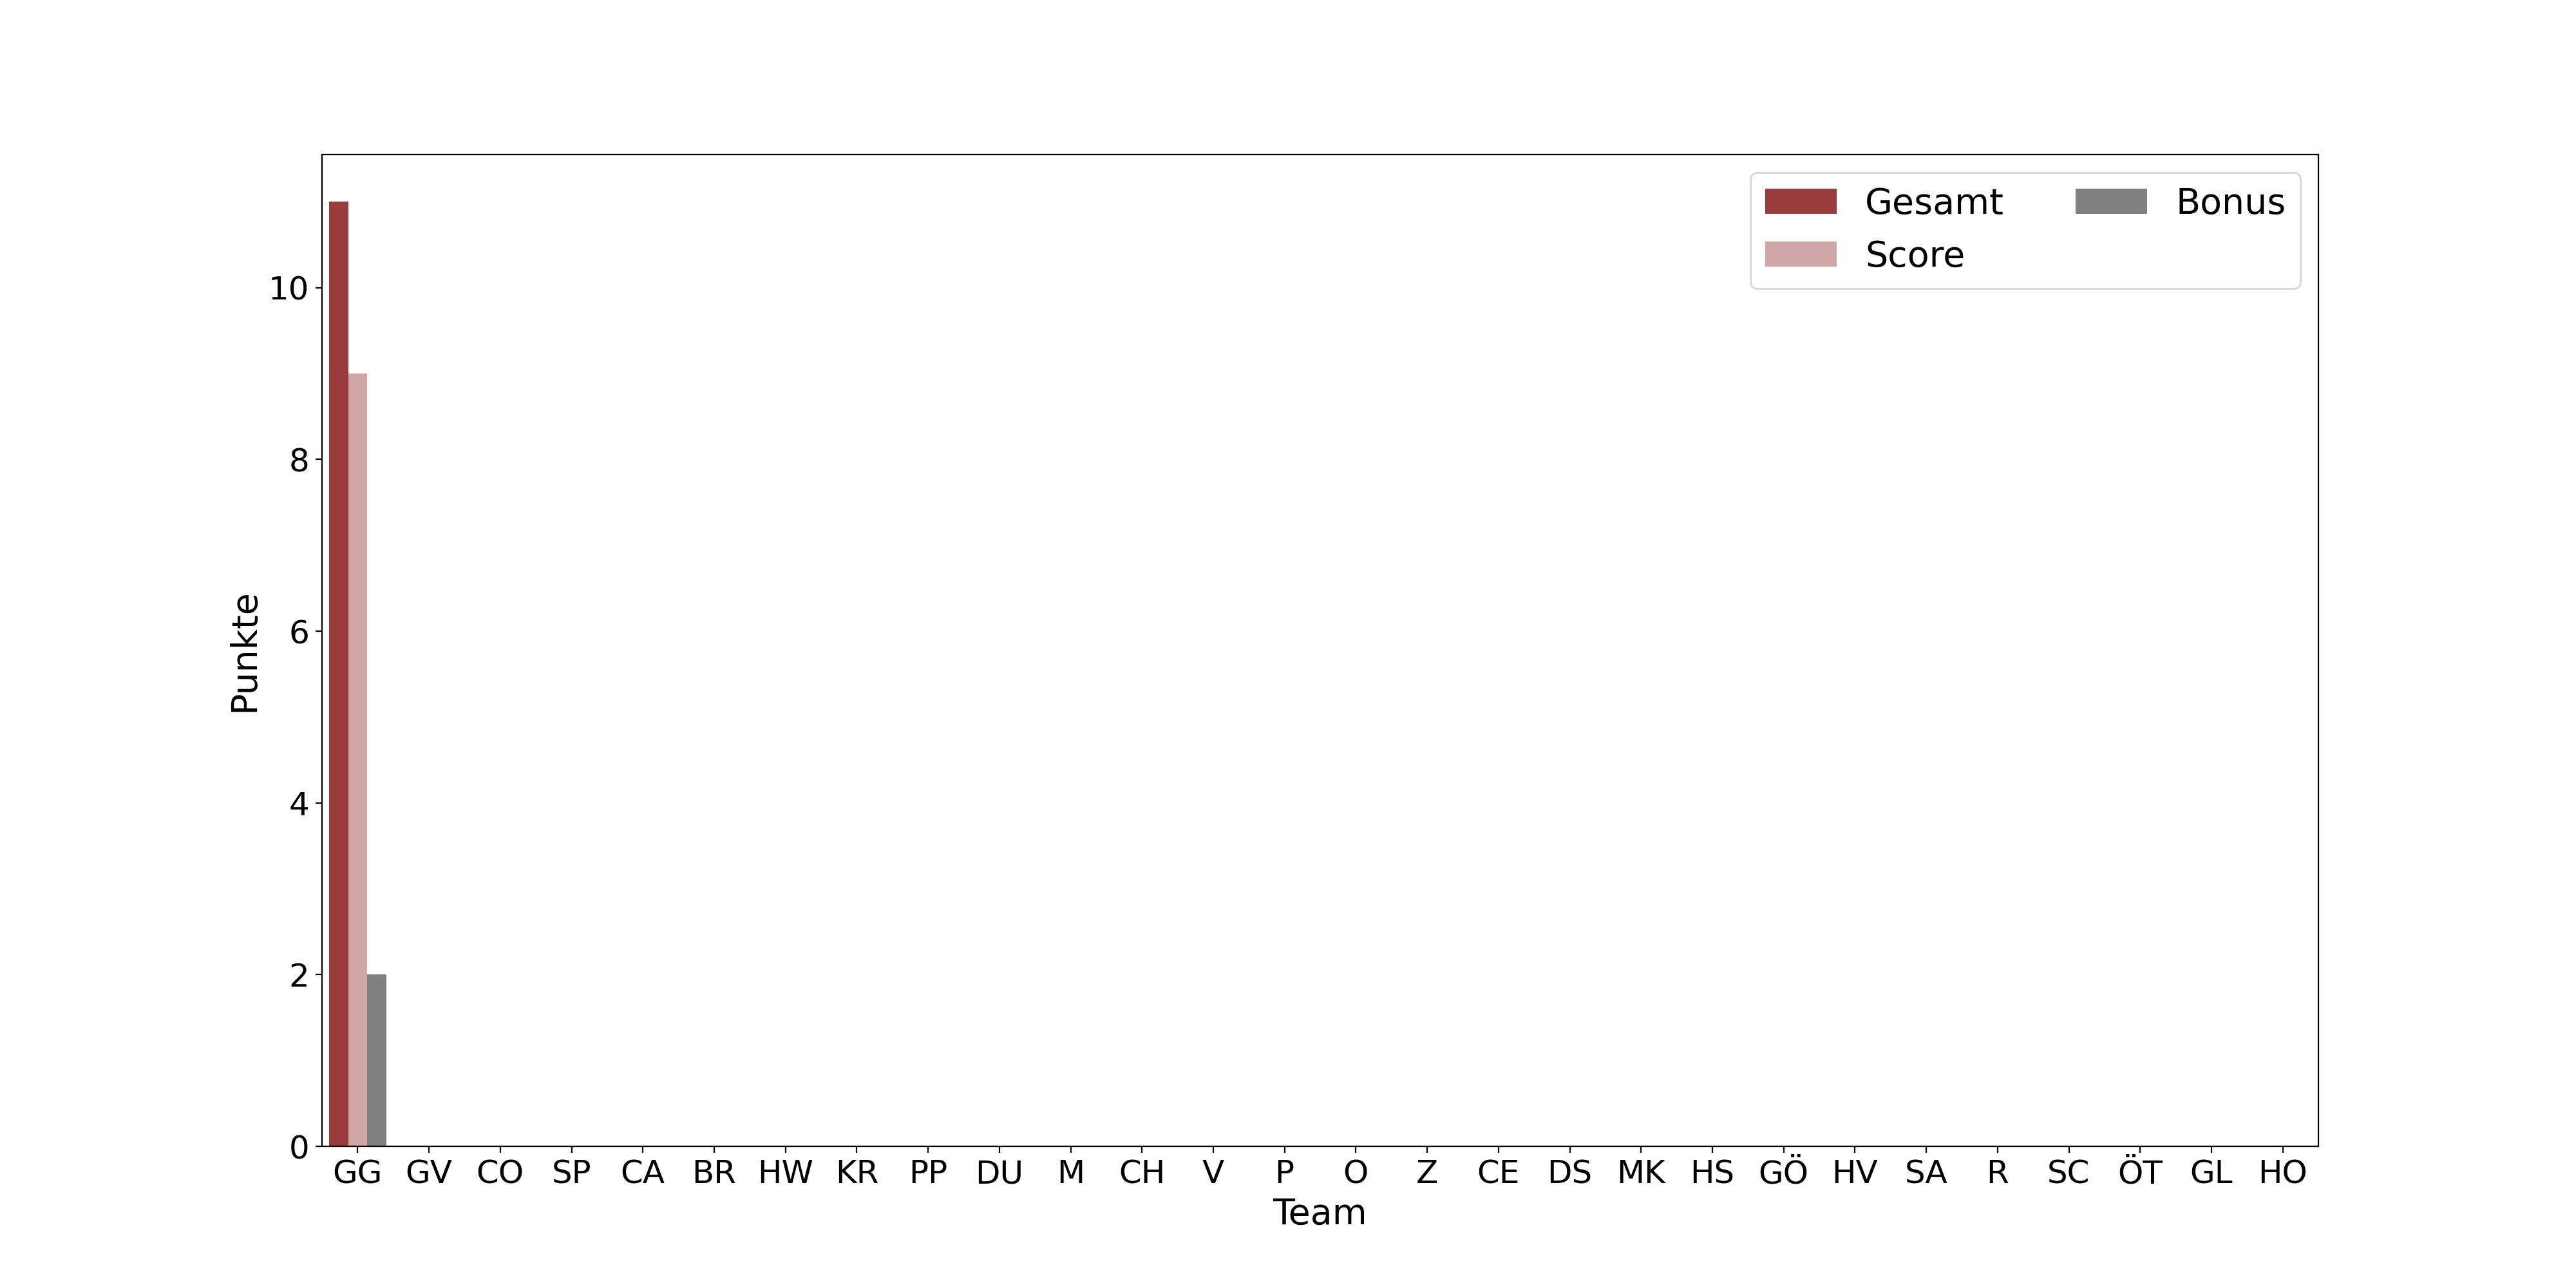 Gesamt Bonus
Score
10
8
6
4
2
0
Punkte
GG GV CO SP CA BR HW KR PP DU M CH V P O Z CE DS MK HS GÖ HV SA R SC ÖT GL HO
Team